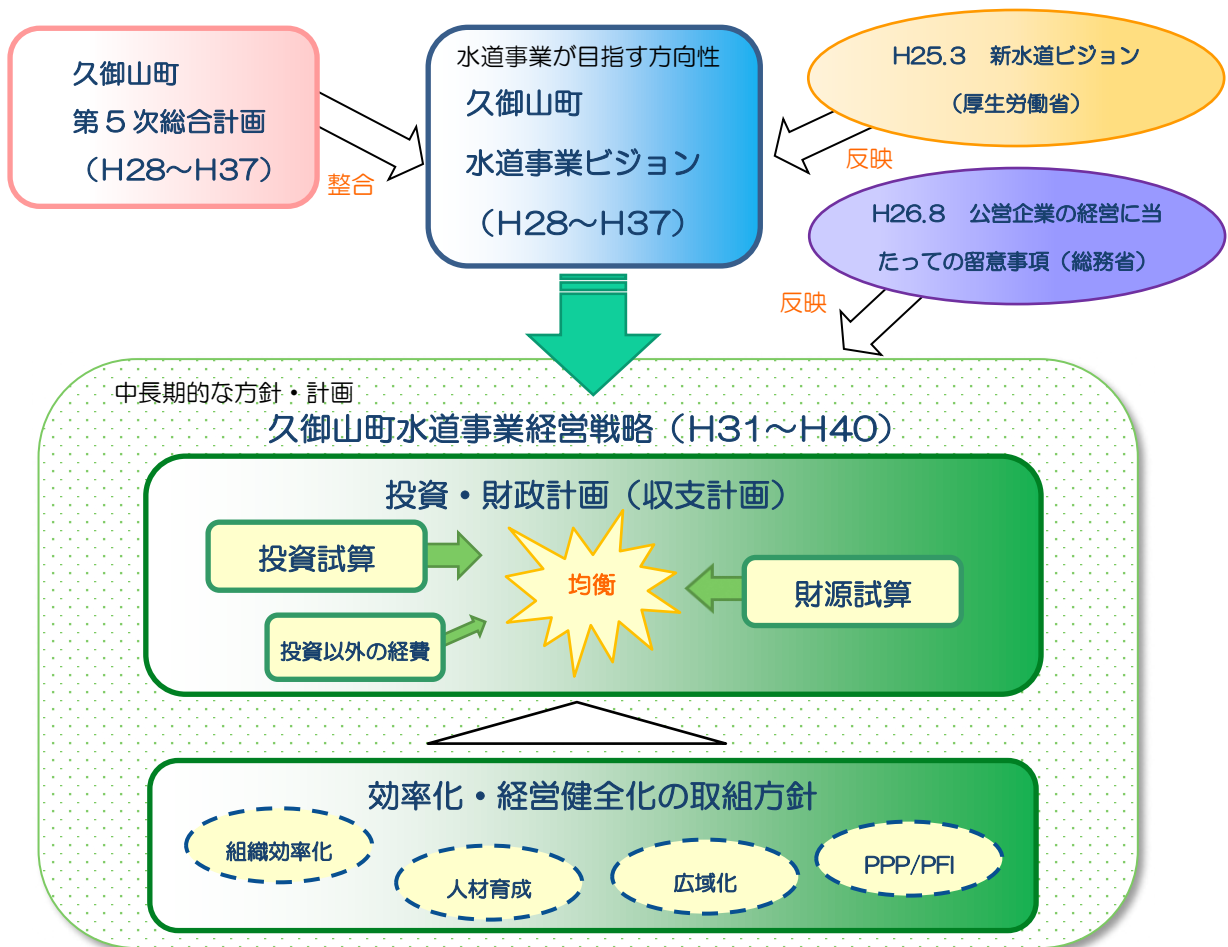 久御山町
第5次総合計画
（H28～H37）
整合
水道事業が目指す方向性
久御山町
水道事業ビジョン
（H28～H37）
H25.3　新水道ビジョン
（厚生労働省）
反映
H26.8　公営企業の経営に当
たっての留意事項（総務省）
反映
中長期的な方針・計画
久御山町水道事業経営戦略（H31～H40）
投資・財政計画（収支計画）
投資試算
均衡
財源試算
投資以外の経費
効率化・経営健全化の取組方針
組織効率化
人材育成
広域化
PPP/PFI